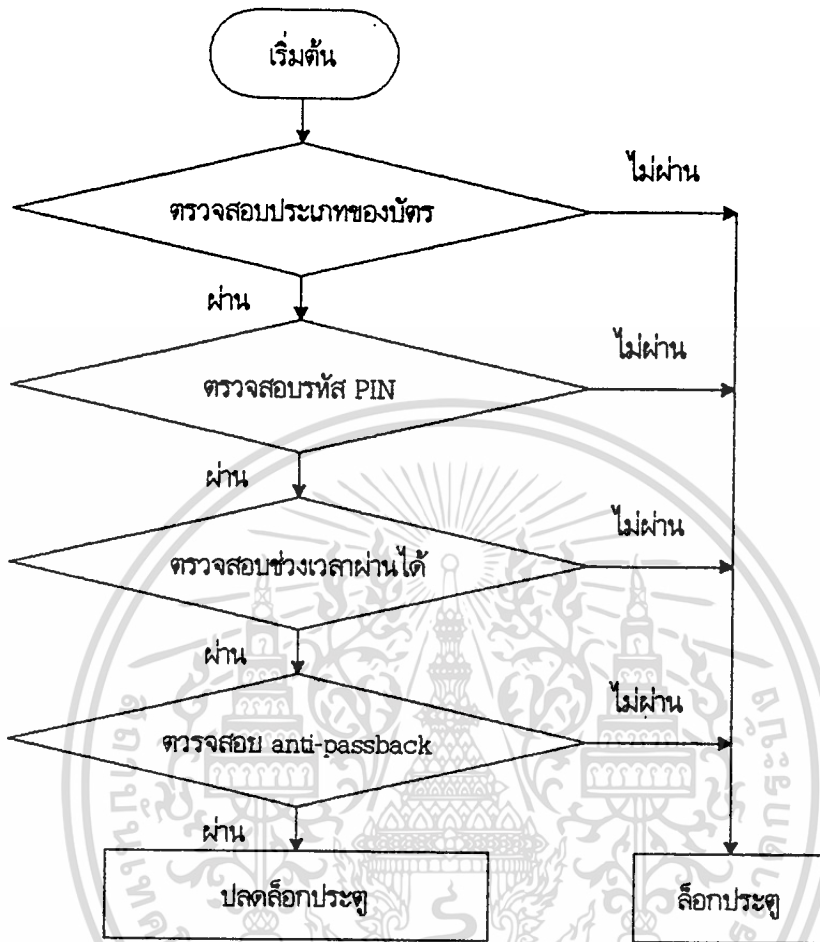 เริ่มต้น
ไม่ผ่าน
ตรวจสอบประเภทของบัตร
ผ่าน
ไม่ผ่าน
ตรวจสอบรหัส PIN
ผ่าน
ไม่ผ่าน
ตรวจสอบช่วงเวลาผ่านได้
ผ่าน
ไม่ผ่าน
ตวรจสอบ anti-passback
ผ่าน
ปลดล็อกประตู
ล็อกประตู